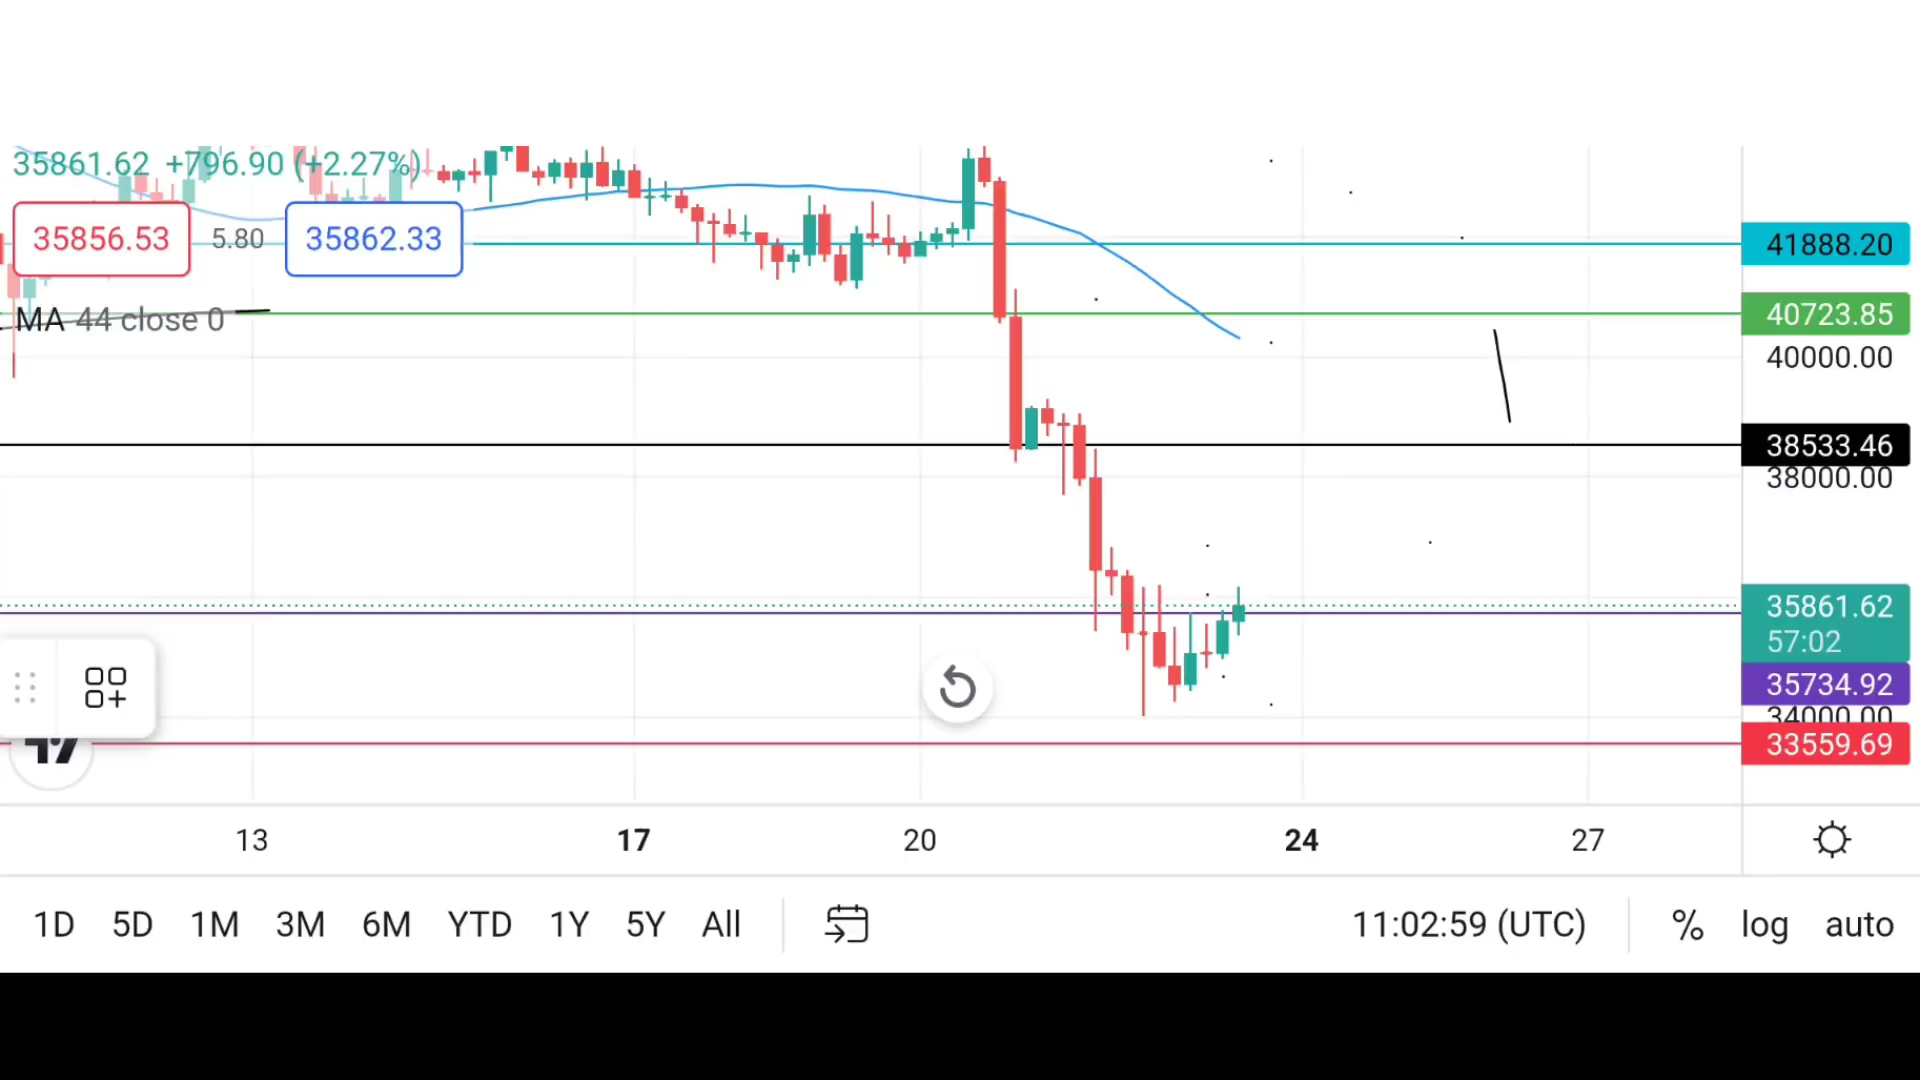 35861.62 +796.90 (+2.27%)
35856.53 5.80 35862.33
MA 44 close 0
41888.20
40723.85
40000.00
38533.46
38000.00
35861.62
57:02
35734.92
34000.00
33559.69
13 17 20 24 27
1D 5D 1M 3M 6M YTD 1Y 5Y All 11:02:59 (UTC) % log auto